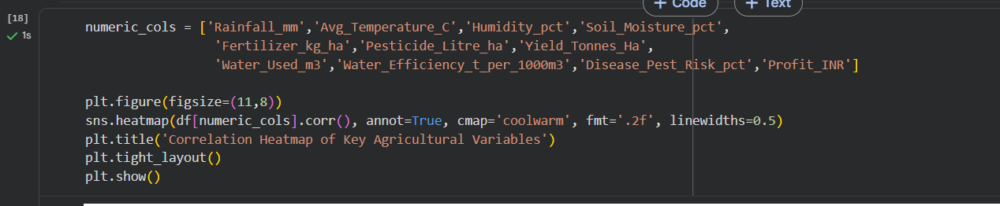 + Code + Text
[18]
1s
numeric_cols = ['Rainfall_mm','Avg_Temperature_C','Humidity_pct','Soil_Moisture_pct',
'Fertilizer_kg_ha','Pesticide_Litre_ha','Yield_Tonnes_Ha',
'Water_Used_m3','Water_Efficiency_t_per_1000m3','Disease_Pest_Risk_pct','Profit_INR']
plt.figure(figsize=(11,8))
sns.heatmap(df[numeric_cols].corr(), annot=True, cmap='coolwarm', fmt='.2f', linewidths=0.5)
plt.title('Correlation Heatmap of Key Agricultural Variables')
plt.tight_layout()
plt.show()